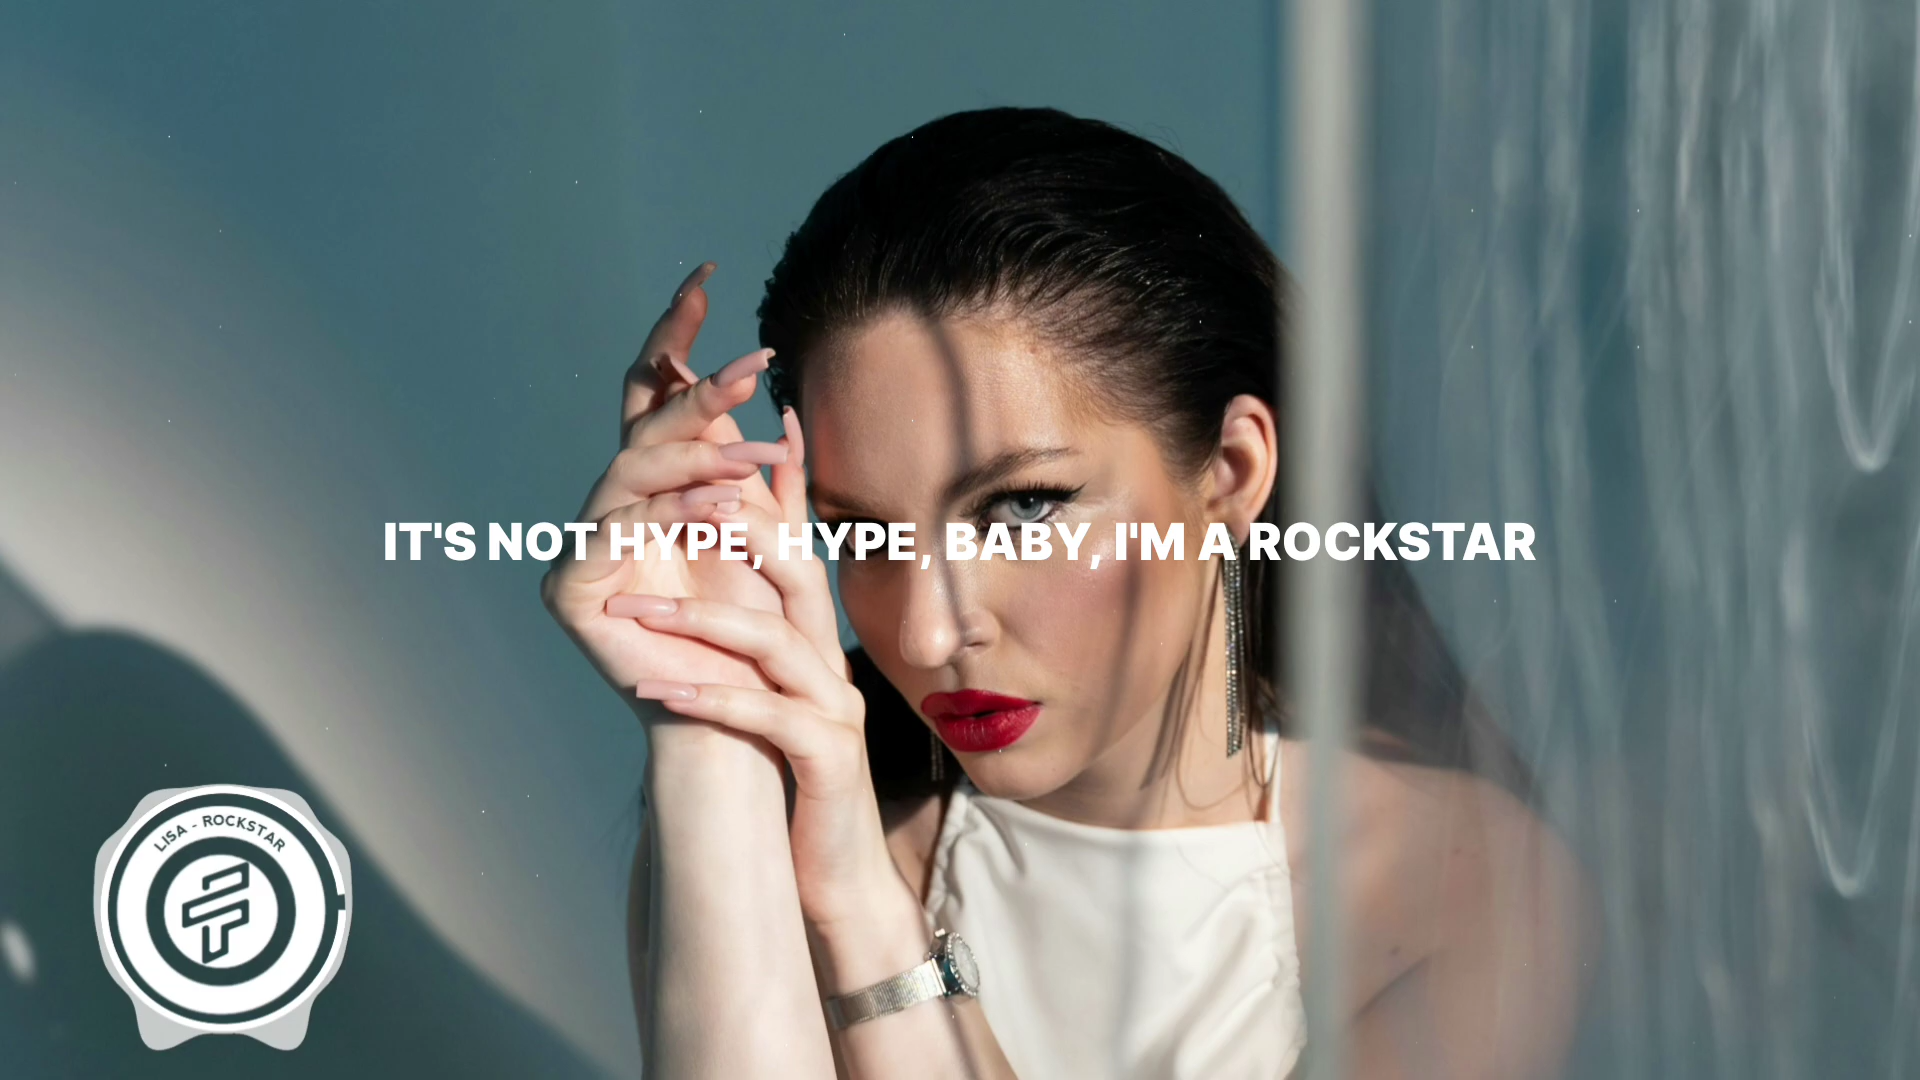 IT'S NOT HYPE, HYPE, BABY, I'M A ROCKSTAR
LISA - ROCKSTAR